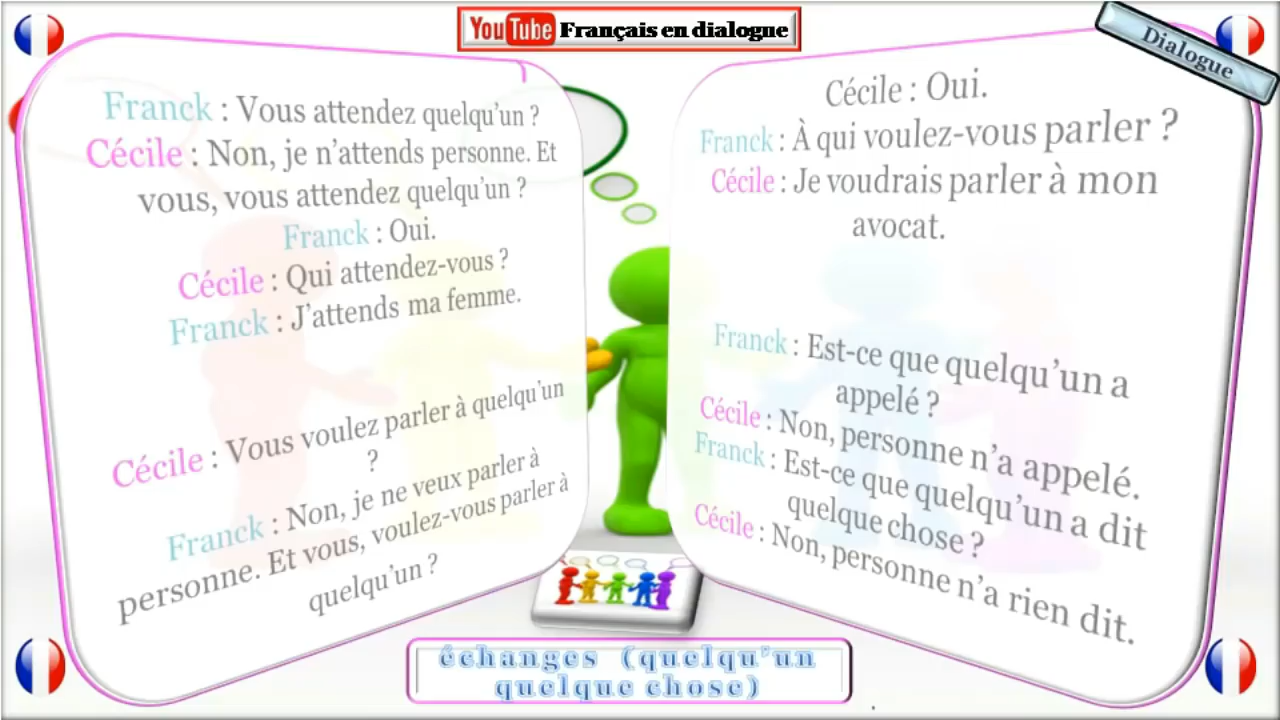 YouTube Français en dialogue
Dialogue
Franck : Vous attendez quelqu’un ?
Cécile : Non, je n’attends personne. Et
vous, vous attendez quelqu’un ?
Franck : Oui.
Cécile : Qui attendez-vous ?
Franck : J’attends ma femme.
Cécile : Vous voulez parler à quelqu’un
?
Franck : Non, je ne veux parler à
personne. Et vous, voulez-vous parler à
quelqu’un ?
Cécile : Oui.
Franck : À qui voulez-vous parler ?
Cécile : Je voudrais parler à mon
avocat.
Franck : Est-ce que quelqu’un a
appelé ?
Cécile : Non, personne n’a appelé.
Franck : Est-ce que quelqu’un a dit
quelque chose ?
Cécile : Non, personne n’a rien dit.
échanges (quelqu’un
quelque chose)